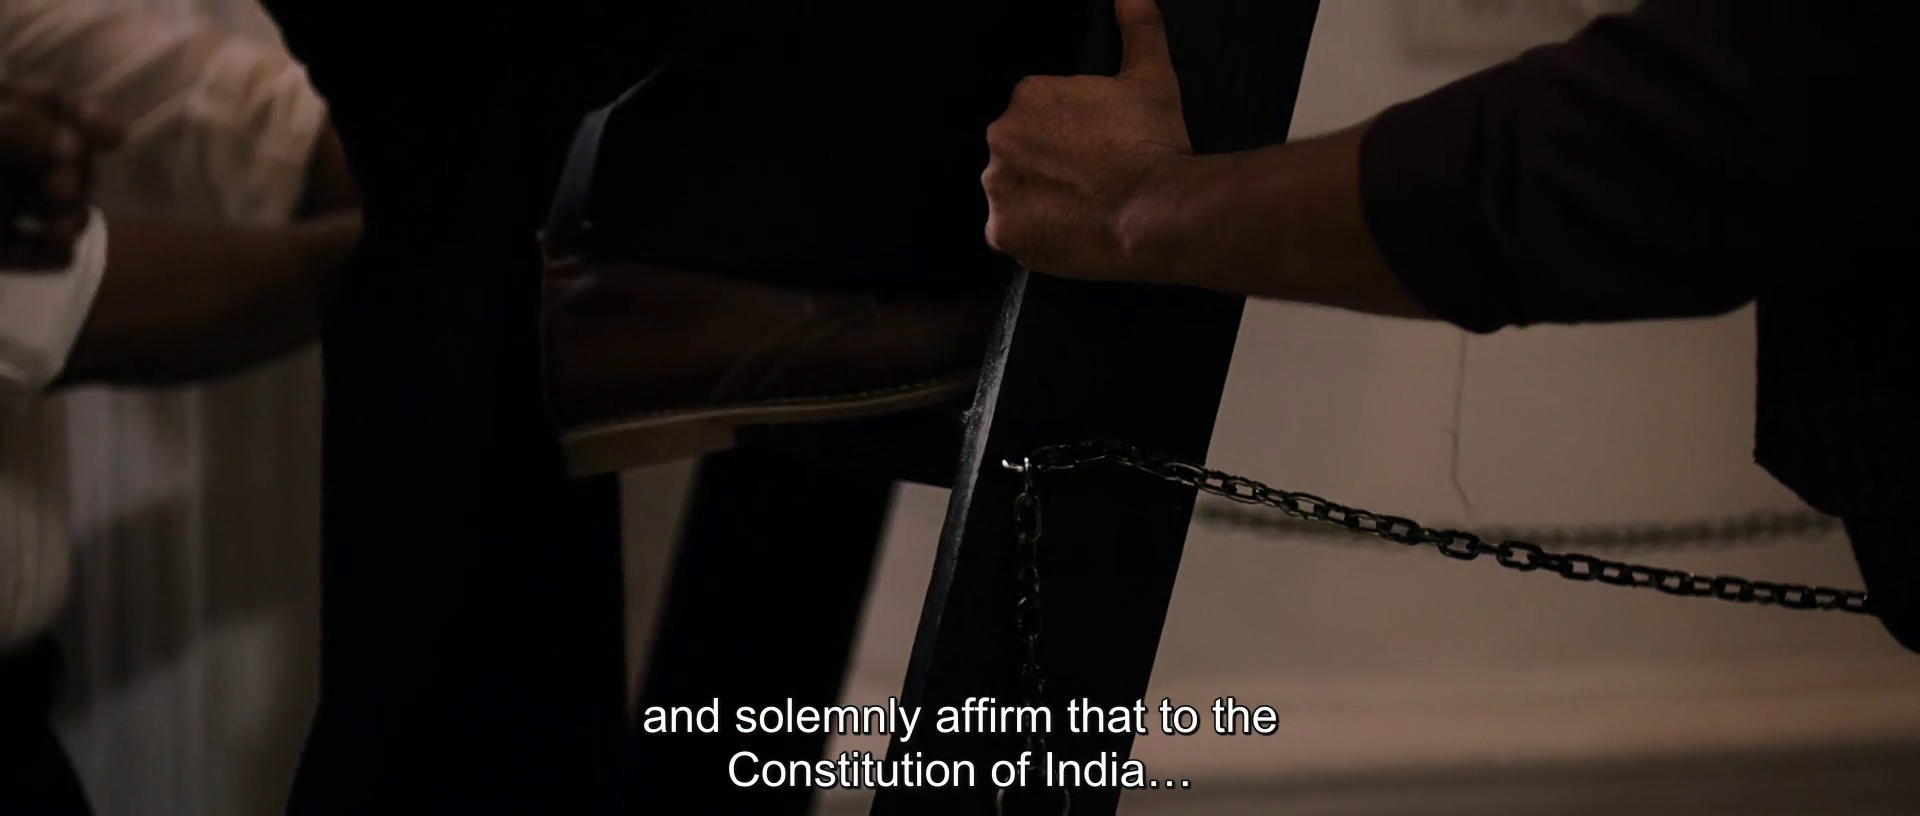 and solemnly affirm that to the
Constitution of India…